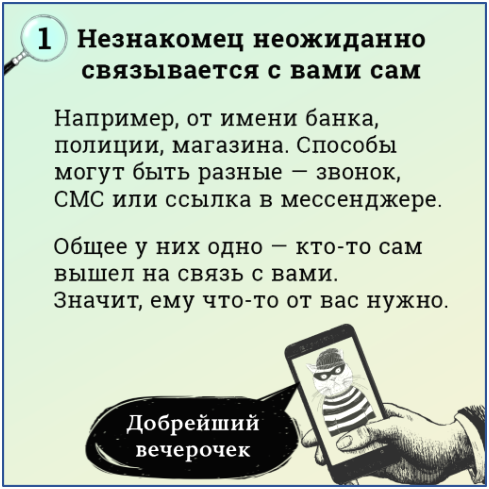 1 Незнакомец неожиданно
связывается с вами сам
Например, от имени банка,
полиции, магазина. Способы
могут быть разные — звонок,
СМС или ссылка в мессенджере.
Общее у них одно — кто-то сам
вышел на связь с вами.
Значит, ему что-то от вас нужно.
Добрейший
вечерочек